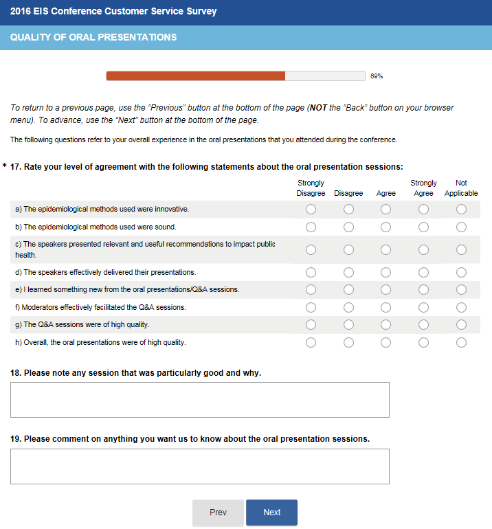 2016 EIS Conference Customer Service Survey
QUALITY OF ORAL PRESENTATIONS
69%
To return to a previous page, use the "Previous" button at the bottom of the page (NOT the "Back" button on your browser
menu). To advance, use the "Next" button at the bottom of the page.
The following questions refer to your overall experience in the oral presentations that you attended during the conference.
* 17. Rate your level of agreement with the following statements about the oral presentation sessions:
Strongly Disagree Disagree Agree Strongly Agree Not Applicable
a) The epidemiological methods used were innovative.
b) The epidemiological methods used were sound.
c) The speakers presented relevant and useful recommendations to impact public
health.
d) The speakers effectively delivered their presentations.
e) I learned something new from the oral presentations/Q&A sessions.
f) Moderators effectively facilitated the Q&A sessions.
g) The Q&A sessions were of high quality.
h) Overall, the oral presentations were of high quality.
18. Please note any session that was particularly good and why.
19. Please comment on anything you want us to know about the oral presentation sessions.
Prev Next